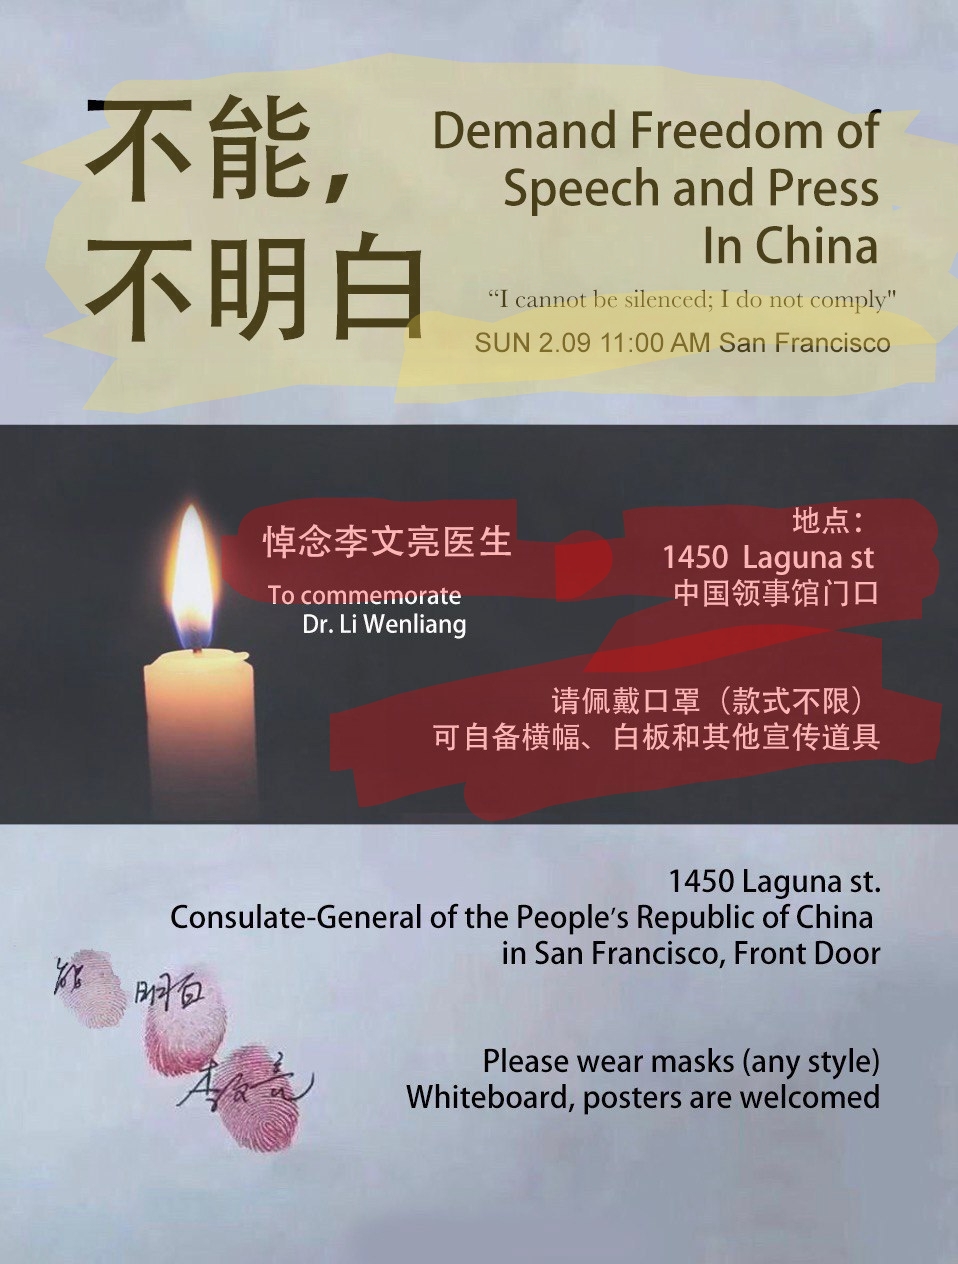 不能，
不明白
Demand Freedom of
Speech and Press
In China
“I cannot be silenced; I do not comply"
SUN 2.09 11:00 AM San Francisco
悼念李文亮医生
To commemorate
Dr. Li Wenliang
地点：
1450 Laguna st
中国领事馆门口
请佩戴口罩（款式不限）
可自备横幅、白板和其他宣传道具
1450 Laguna st.
Consulate-General of the People’s Republic of China
in San Francisco, Front Door
能
明白
李文亮
Please wear masks (any style)
Whiteboard, posters are welcomed